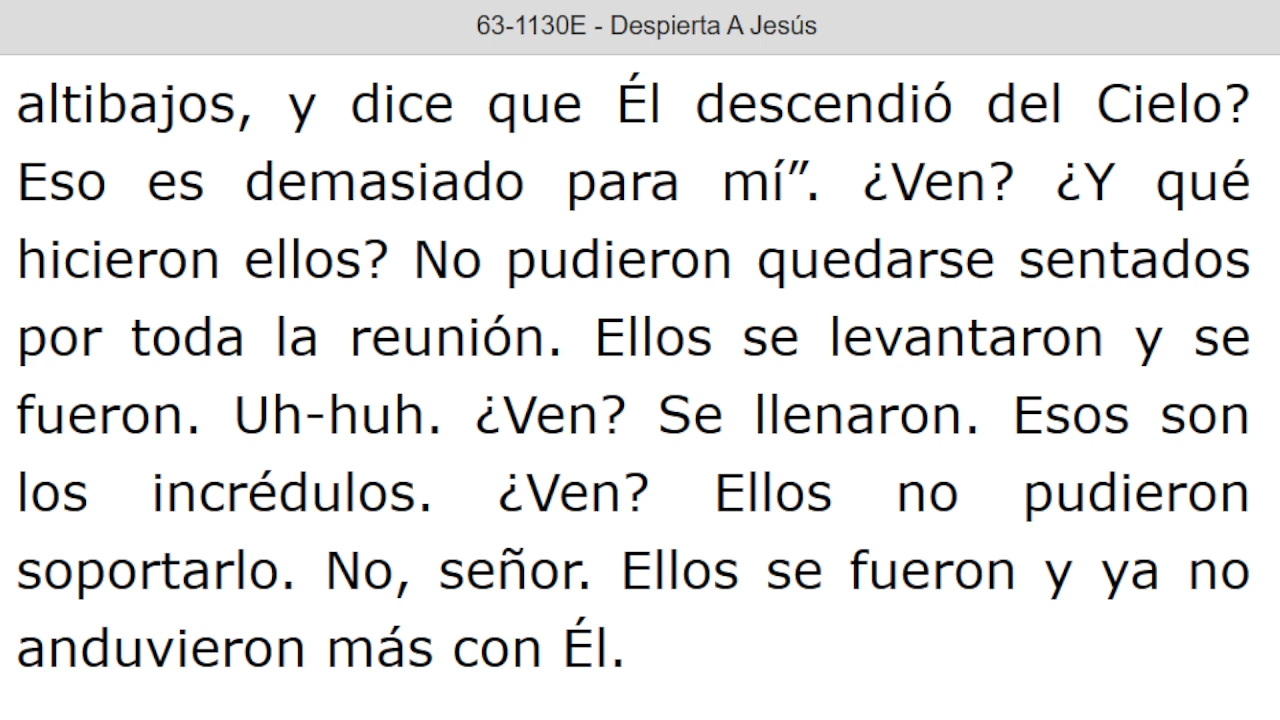 63-1130E - Despierta A Jesús
altibajos, y dice que Él descendió del Cielo?
Eso es demasiado para mí”. ¿Ven? ¿Y qué
hicieron ellos? No pudieron quedarse sentados
por toda la reunión. Ellos se levantaron y se
fueron. Uh-huh. ¿Ven? Se llenaron. Esos son
los incrédulos. ¿Ven? Ellos no pudieron
soportarlo. No, señor. Ellos se fueron y ya no
anduvieron más con Él.